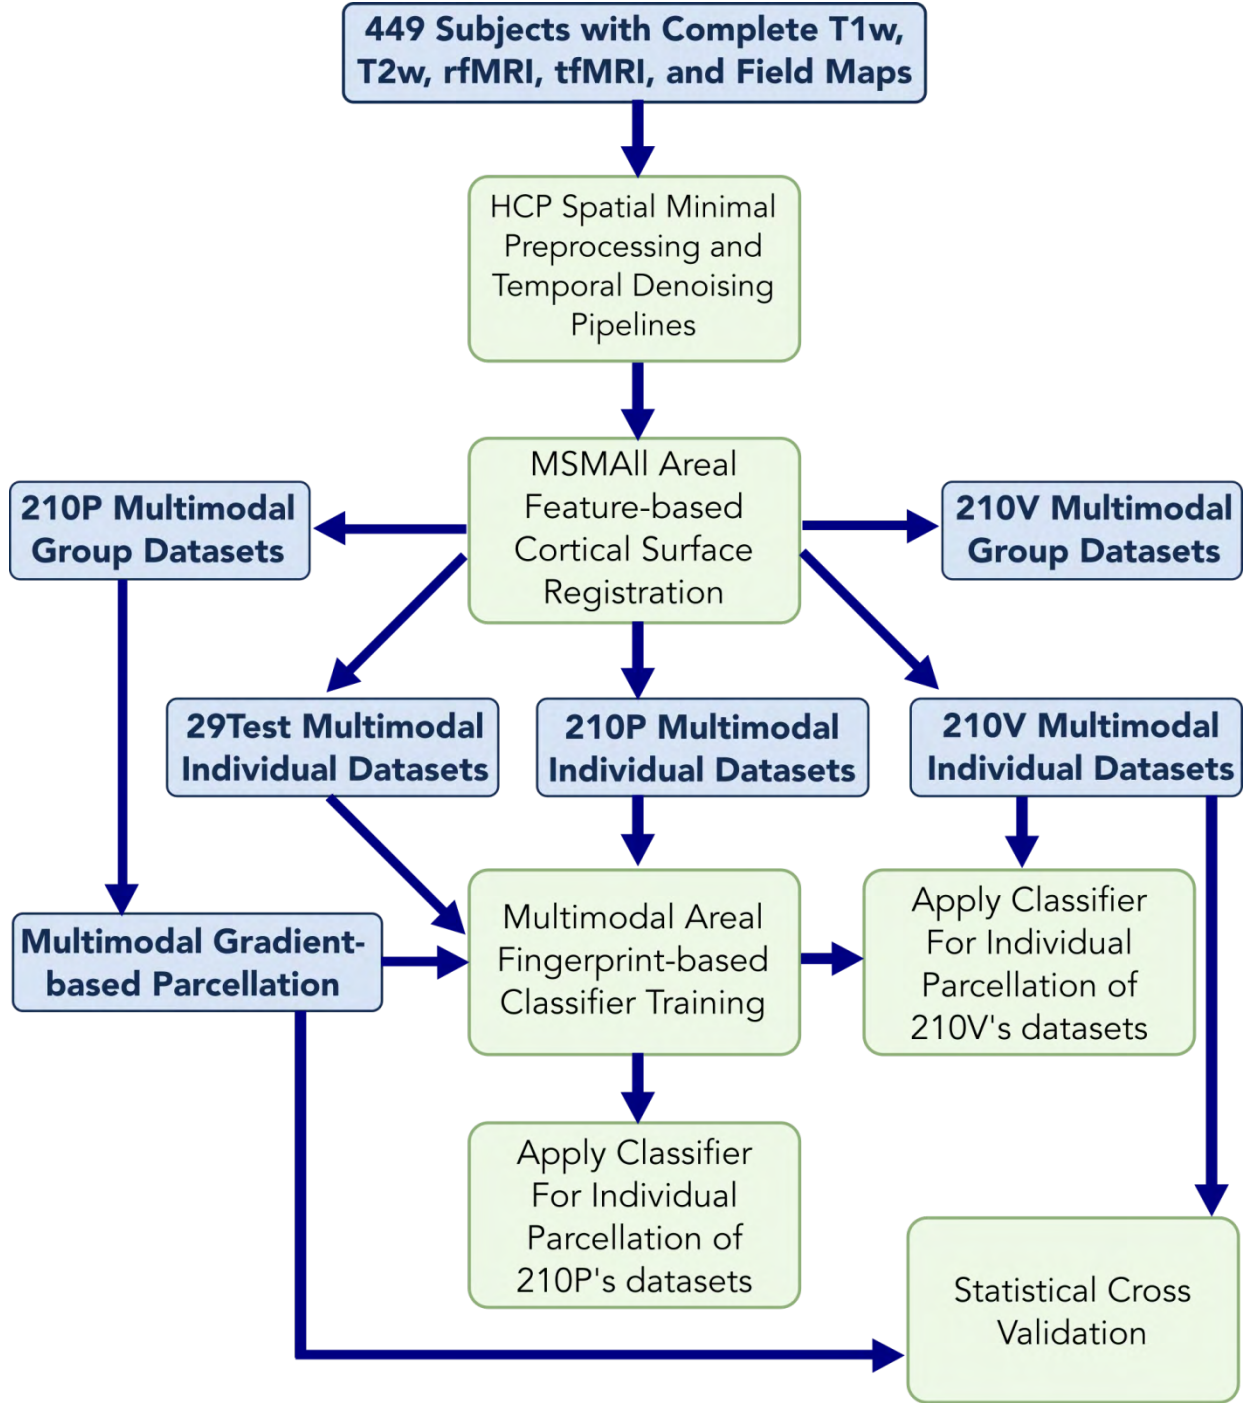 449 Subjects with Complete T1w,
T2w, rfMRI, tfMRI, and Field Maps
HCP Spatial Minimal
Preprocessing and
Temporal Denoising
Pipelines
MSMAll Areal
Feature-based
Cortical Surface
Registration
210P Multimodal
Group Datasets
210V Multimodal
Group Datasets
29Test Multimodal
Individual Datasets
210P Multimodal
Individual Datasets
210V Multimodal
Individual Datasets
Multimodal Gradient-
based Parcellation
Multimodal Areal
Fingerprint-based
Classifier Training
Apply Classifier
For Individual
Parcellation of
210V's datasets
Apply Classifier
For Individual
Parcellation of
210P's datasets
Statistical Cross
Validation